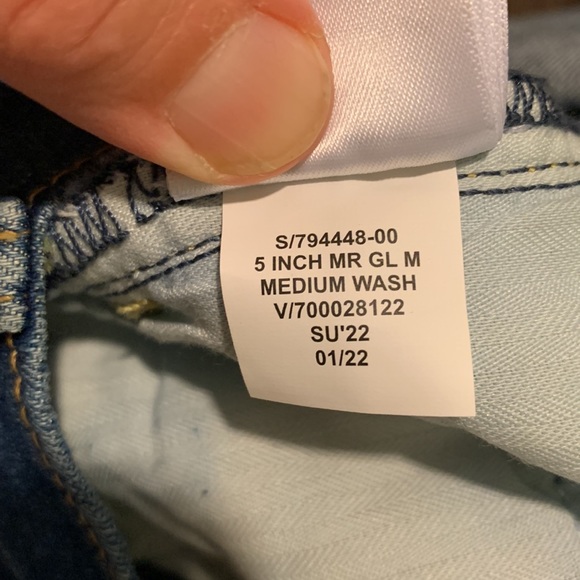 S/794448-00
5 INCH MR GL M
MEDIUM WASH
V/700028122
SU'22
01/22